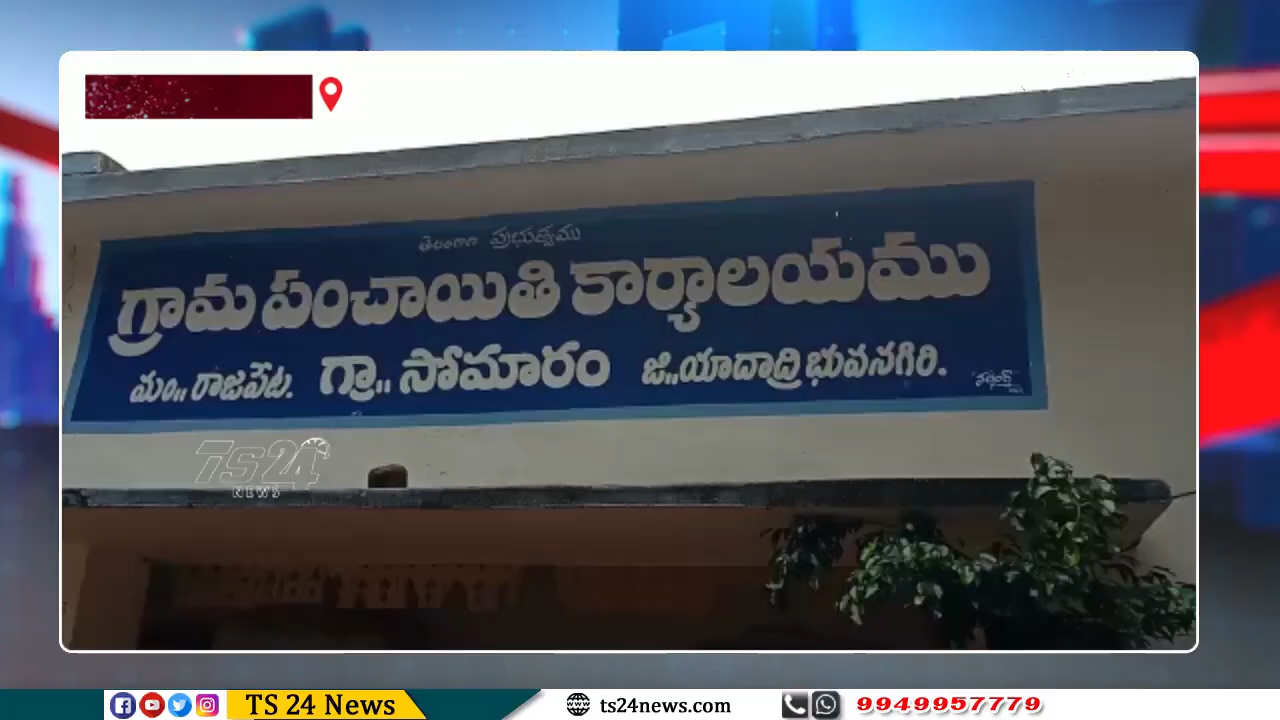 తెలంగాణ ప్రభుత్వము
గ్రామ పంచాయితి కార్యాలయము
మం.. రాజపేట. గ్రా.. సోమారం జి..యాదాద్రి భువనగిరి.
TS24
NEWS
TS 24 News ts24news.com 9949957779